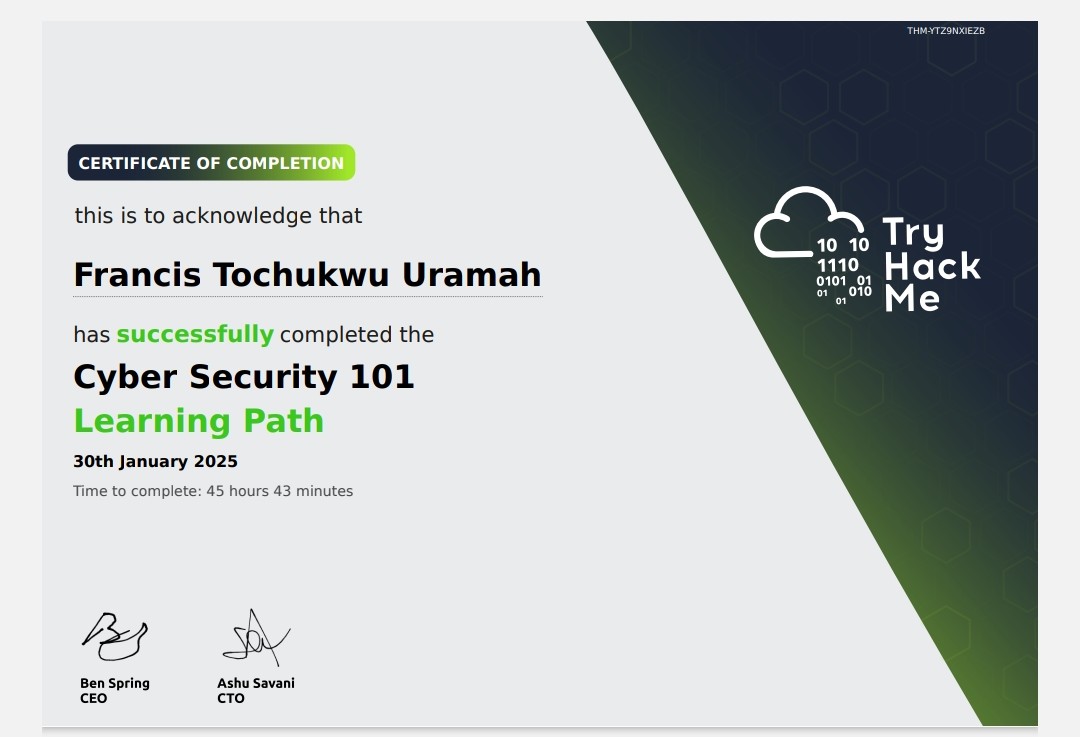 THM-YTZ9NXIEZB
CERTIFICATE OF COMPLETION
this is to acknowledge that
Francis Tochukwu Uramah
has successfully completed the
Cyber Security 101
Learning Path
30th January 2025
Time to complete: 45 hours 43 minutes
10 10
1110
0101 01
01 010
01
Try
Hack
Me
Ben Spring
CEO
Ashu Savani
CTO